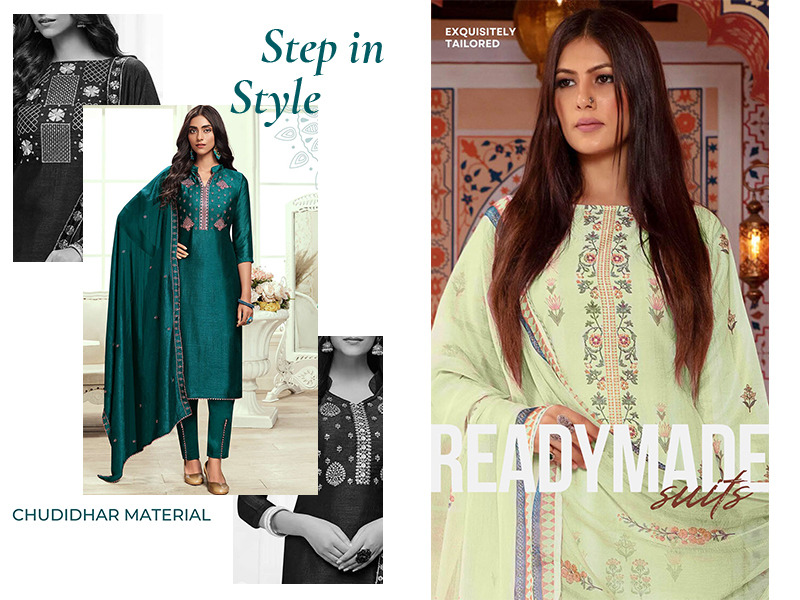 Step in
Style
CHUDIDHAR MATERIAL
EXQUISITELY
TAILORED
READYMADE
suits